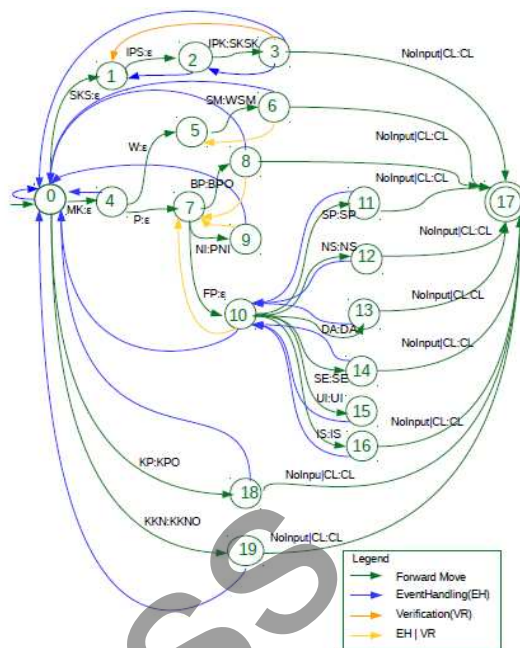 IPK:SKSK
3
IPS:ε
2
NoInput|CL:CL
1
SKS:ε
SM:WSM
6
W:ε
5
NoInput|CL:CL
8
BP:BPO
NoInput|CL:CL
0
4
11
17
MK:ε
P:ε
7
SP:SP
9
NS:NS
NoInput|CL:CL
NI:PNI
12
FP:ε
13
NoInput|CL:CL
10
DA:DA
14
NoInput|CL:CL
SE:SE
UI:UI
15
IS:IS
NoInput|CL:CL
16
KP:KPO
NoInpu|CL:CL
18
KKN:KKNO
NoInput|CL:CL
19
Legend
Forward Move
EventHandling(EH)
Verification(VR)
EH | VR